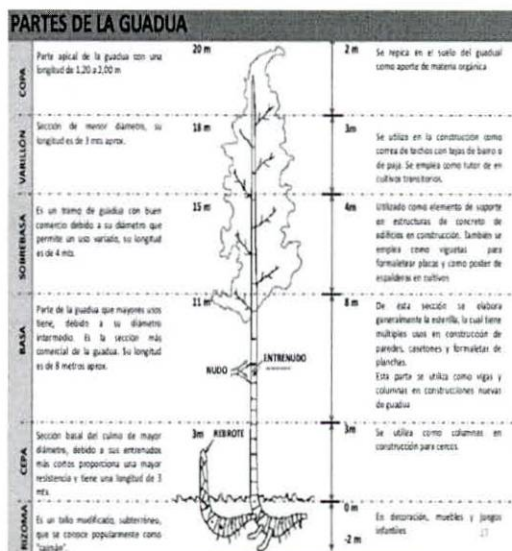 PARTES DE LA GUADUA
COPA
Parte apical de la guadua con una
longitud de 1,20 a 2,00 m
20 m
2 m
Se repica en el suelo del guadual
como aporte de materia orgánica
VARILLÓN
Sección de menor diámetro, su
longitud es de 3 mts aprox.
18 m
3m
Se utiliza en la construcción como
correa de techos con tejas de barro o
de paja. Se emplea como tutor de en
cultivos transitorios.
SOBREBASA
Es un tramo de guadua con buen
comercio debido a su diámetro que
permite un uso variado, su longitud
es de 4 mts.
15 m
4m
Utilizado como elemento de soporte
en estructuras de concreto de
edificios en construcción. También se
emplea como viguetas para
formaletear placas y como poster de
espalderas en cultivos
BASA
Parte de la guadua que mayores usos
tiene, debido a su diámetro
intermedio. Es la sección más
comercial de la guadua. Su longitud
es de 8 metros aprox.
11 m
NUDO
ENTRENUDO
8 m
De esta sección se elabora
generalmente la esterilla, la cual tiene
múltiples usos en construcción de
paredes, casetones y formaletar de
planchas.
Esta parte se utiliza como vigas y
columnas en construcciones nuevas
de guadua
CEPA
Sección basal del culmo de mayor
diámetro, debido a sus entrenudos
más cortos proporciona una mayor
resistencia y tiene una longitud de 3
mts.
3m
REBROTE
3m
Se utiliza como columnas en
construcción para cercos.
RIZOMA
Es un tallo modificado, subterráneo,
que se conoce popularmente como
"caimán".
0 m
-2 m
En decoración, muebles y juegos
infantiles
17